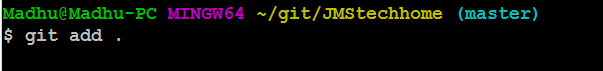 Madhu@Madhu-PC MINGW64 ~/git/JMStechhome (master)
$ git add .